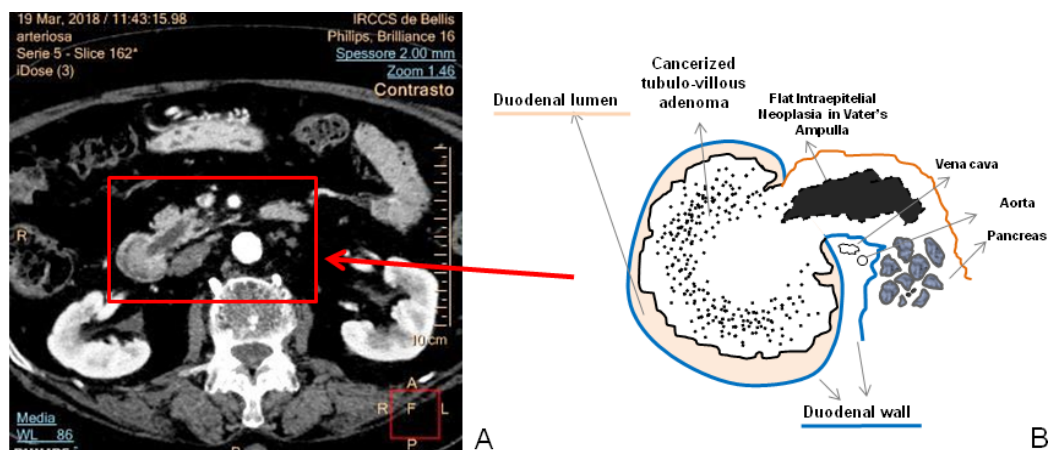 19 Mar, 2018 / 11:43:15.98
arteriosa
Serie 5 - Slice 162*
iDose (3)
IRCCS de Bellis
Philips, Brilliance 16
Spessore 2.00 mm
Zoom 1.46
Contrasto
R
10 cm
A
R F L
P
Media
WL 86
A
Cancerized
tubulo-villous
adenoma
Duodenal lumen
Flat Intraepitelial
Neoplasia in Vater's
Ampulla
Vena cava
Aorta
Pancreas
Duodenal wall
B